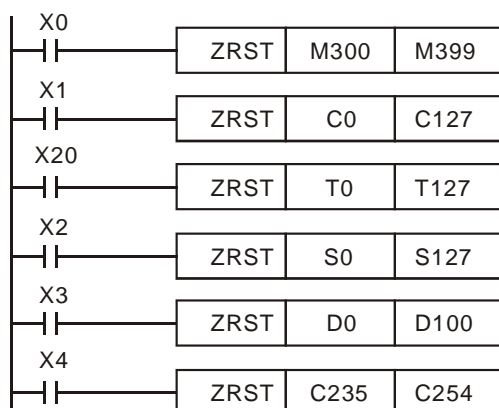 X0
ZRST M300 M399
X1
ZRST C0 C127
X20
ZRST T0 T127
X2
ZRST S0 S127
X3
ZRST D0 D100
X4
ZRST C235 C254